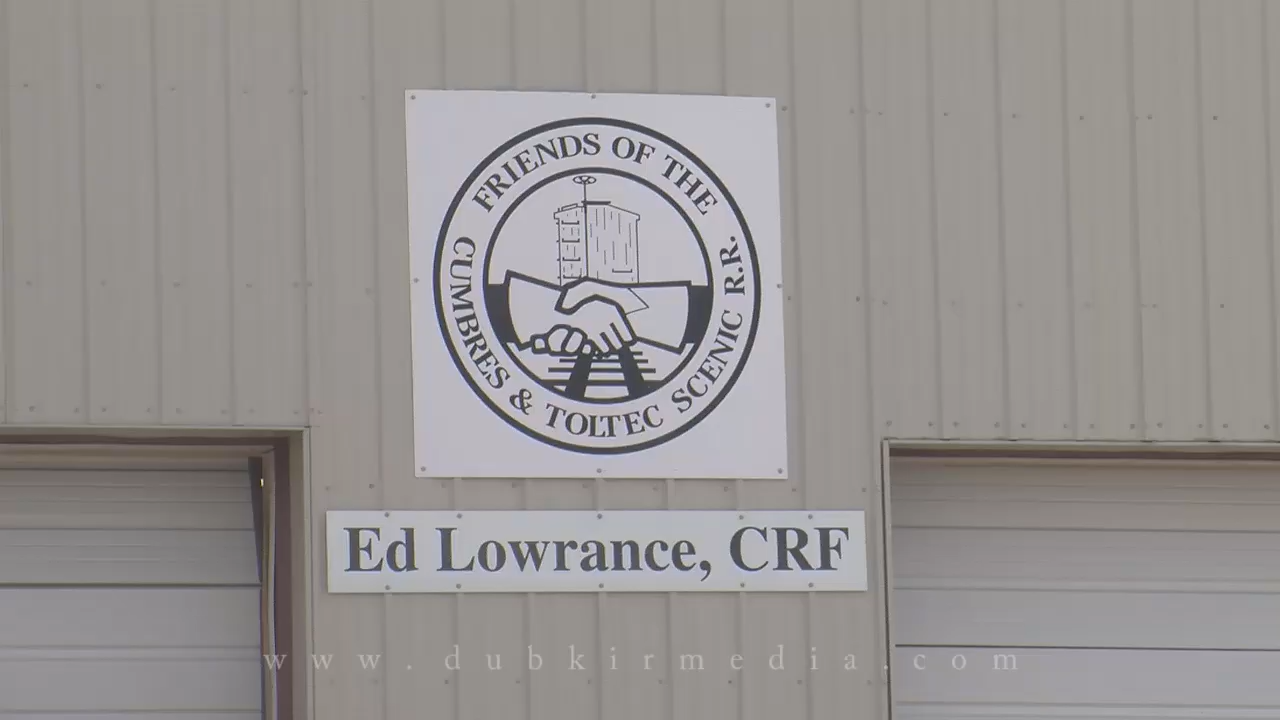 FRIENDS OF THE
CUMBRES & TOLTEC SCENIC R.R.
Ed Lowrance, CRF
www.dubkirmedia.com